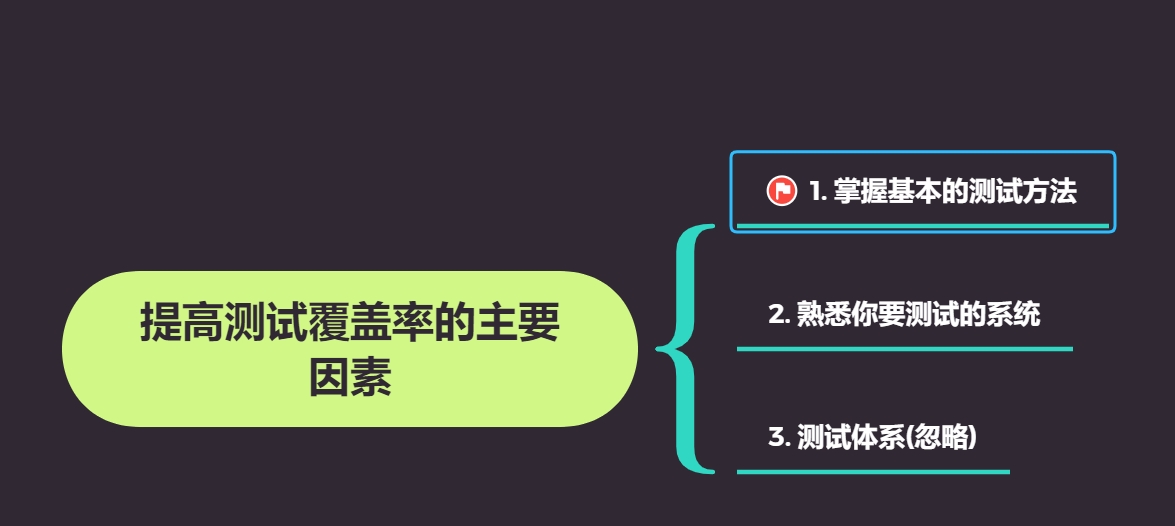 提高测试覆盖率的主要
因素
1. 掌握基本的测试方法
2. 熟悉你要测试的系统
3. 测试体系(忽略)